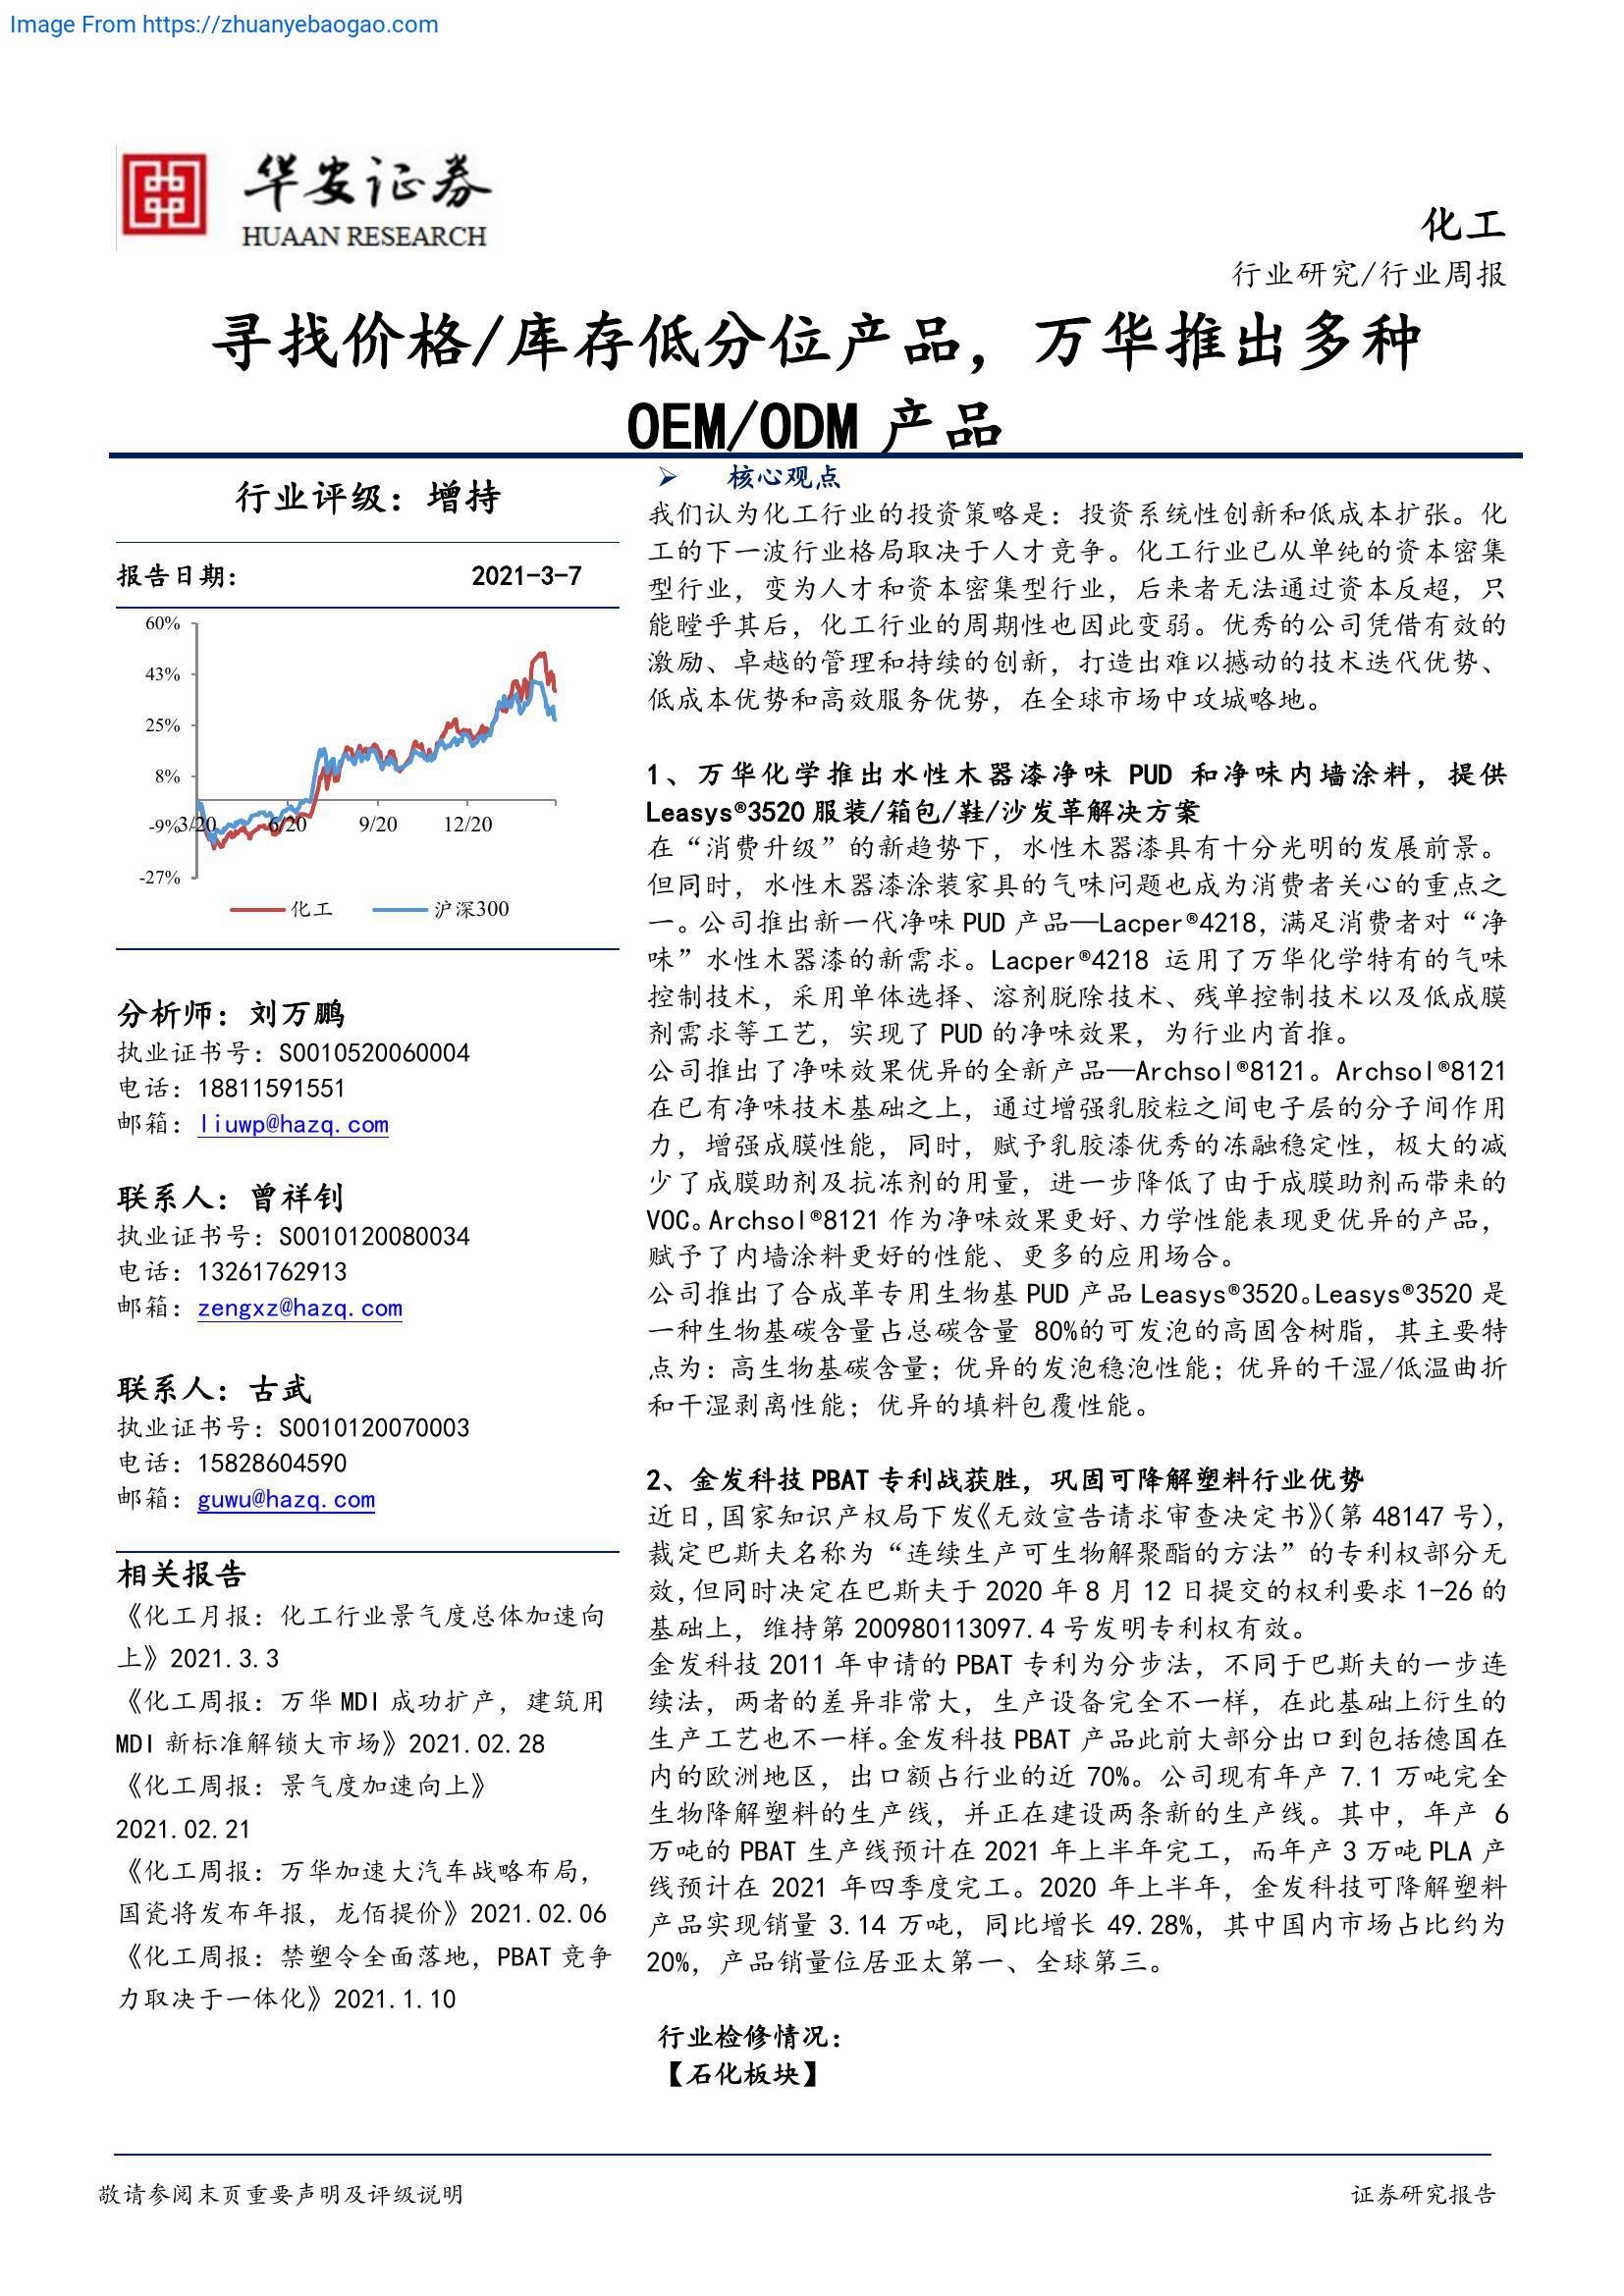 Image From https://zhuanyebaogao.com
华安证券
HUAAN RESEARCH
化工
行业研究/行业周报
寻找价格/库存低分位产品，万华推出多种
OEM/ODM 产品
行业评级：增持
报告日期： 2021-3-7
60%
43%
25%
8%
-9%
-27%
3/20 6/20 9/20 12/20
化工 沪深300
分析师：刘万鹏
执业证书号：S0010520060004
电话：18811591551
邮箱：liuwp@hazq.com
联系人：曾祥钊
执业证书号：S0010120080034
电话：13261762913
邮箱：zengxz@hazq.com
联系人：古武
执业证书号：S0010120070003
电话：15828604590
邮箱：guwu@hazq.com
相关报告
《化工月报：化工行业景气度总体加速向
上》2021.3.3
《化工周报：万华 MDI 成功扩产，建筑用
MDI 新标准解锁大市场》2021.02.28
《化工周报：景气度加速向上》
2021.02.21
《化工周报：万华加速大汽车战略布局，
国瓷将发布年报，龙佰提价》2021.02.06
《化工周报：禁塑令全面落地，PBAT 竞争
力取决于一体化》2021.1.10
➢ 核心观点
我们认为化工行业的投资策略是：投资系统性创新和低成本扩张。化
工的下一波行业格局取决于人才竞争。化工行业已从单纯的资本密集
型行业，变为人才和资本密集型行业，后来者无法通过资本反超，只
能瞠乎其后，化工行业的周期性也因此变弱。优秀的公司凭借有效的
激励、卓越的管理和持续的创新，打造出难以撼动的技术迭代优势、
低成本优势和高效服务优势，在全球市场中攻城略地。
1、万华化学推出水性木器漆净味 PUD 和净味内墙涂料，提供
Leasys®3520 服装/箱包/鞋/沙发革解决方案
在“消费升级”的新趋势下，水性木器漆具有十分光明的发展前景。
但同时，水性木器漆涂装家具的气味问题也成为消费者关心的重点之
一。公司推出新一代净味 PUD 产品—Lacper®4218，满足消费者对“净
味”水性木器漆的新需求。Lacper®4218 运用了万华化学特有的气味
控制技术，采用单体选择、溶剂脱除技术、残单控制技术以及低成膜
剂需求等工艺，实现了 PUD 的净味效果，为行业内首推。
公司推出了净味效果优异的全新产品—Archsol®8121。Archsol®8121
在已有净味技术基础之上，通过增强乳胶粒之间电子层的分子间作用
力，增强成膜性能，同时，赋予乳胶漆优秀的冻融稳定性，极大的减
少了成膜助剂及抗冻剂的用量，进一步降低了由于成膜助剂而带来的
VOC。Archsol®8121 作为净味效果更好、力学性能表现更优异的产品，
赋予了内墙涂料更好的性能、更多的应用场合。
公司推出了合成革专用生物基 PUD 产品 Leasys®3520。Leasys®3520 是
一种生物基碳含量占总碳含量 80%的可发泡的高固含树脂，其主要特
点为：高生物基碳含量；优异的发泡稳泡性能；优异的干湿/低温曲折
和干湿剥离性能；优异的填料包覆性能。
2、金发科技 PBAT 专利战获胜，巩固可降解塑料行业优势
近日，国家知识产权局下发《无效宣告请求审查决定书》（第 48147 号），
裁定巴斯夫名称为“连续生产可生物解聚酯的方法”的专利权部分无
效，但同时决定在巴斯夫于 2020 年 8 月 12 日提交的权利要求 1-26 的
基础上，维持第 200980113097.4 号发明专利权有效。
金发科技 2011 年申请的 PBAT 专利为分步法，不同于巴斯夫的一步连
续法，两者的差异非常大，生产设备完全不一样，在此基础上衍生的
生产工艺也不一样。金发科技 PBAT 产品此前大部分出口到包括德国在
内的欧洲地区，出口额占行业的近 70%。公司现有年产 7.1 万吨完全
生物降解塑料的生产线，并正在建设两条新的生产线。其中，年产 6
万吨的 PBAT 生产线预计在 2021 年上半年完工，而年产 3 万吨 PLA 产
线预计在 2021 年四季度完工。2020 年上半年，金发科技可降解塑料
产品实现销量 3.14 万吨，同比增长 49.28%，其中国内市场占比约为
20%，产品销量位居亚太第一、全球第三。
行业检修情况：
【石化板块】
敬请参阅末页重要声明及评级说明 证券研究报告